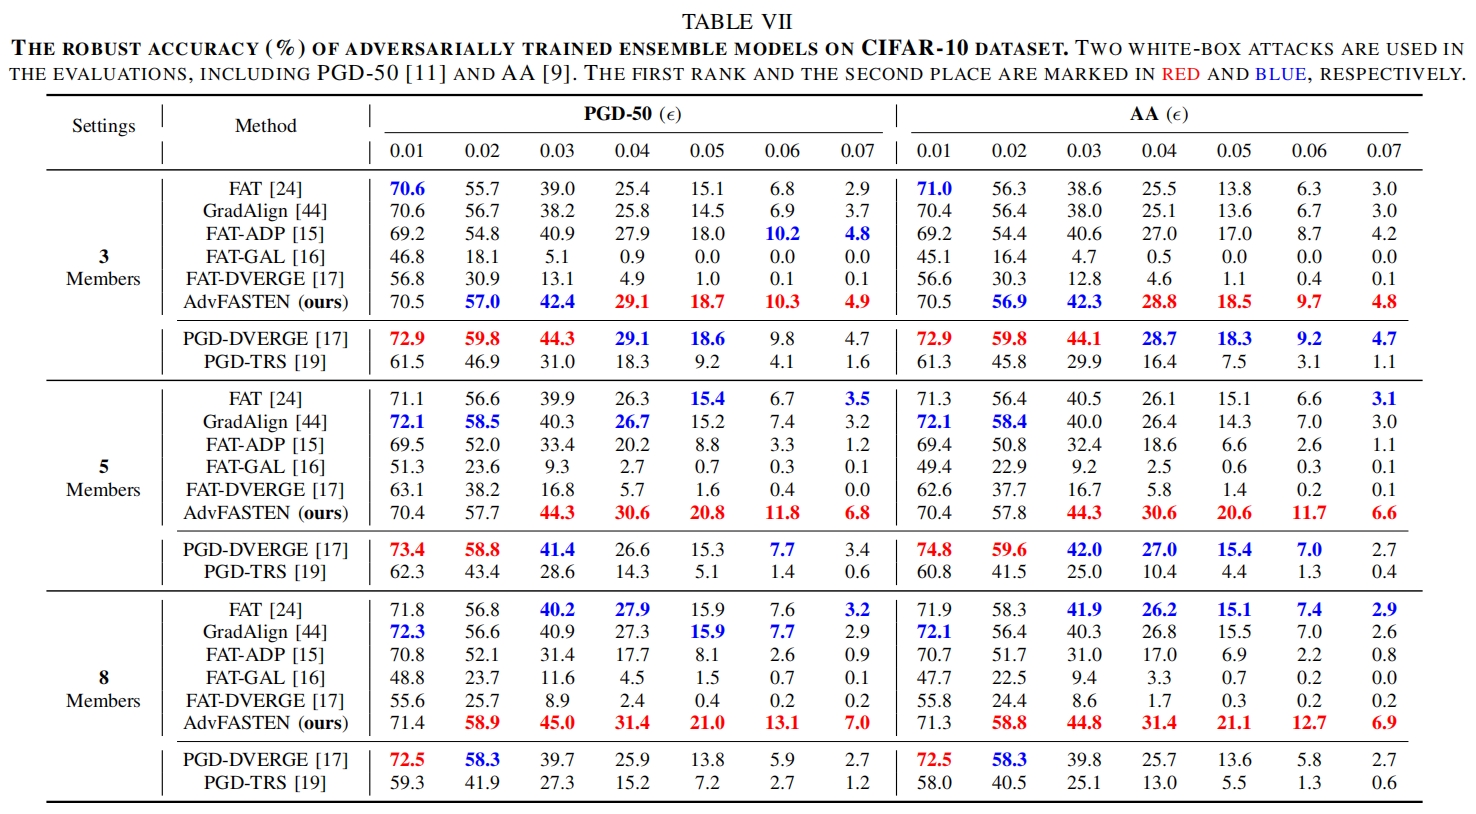 TABLE VII
THE ROBUST ACCURACY (%) OF ADVERSARIALLY TRAINED ENSEMBLE MODELS ON CIFAR-10 DATASET. TWO WHITE-BOX ATTACKS ARE USED IN
THE EVALUATIONS, INCLUDING PGD-50 [11] AND AA [9]. THE FIRST RANK AND THE SECOND PLACE ARE MARKED IN RED AND BLUE, RESPECTIVELY.
Settings Method PGD-50 (ϵ) AA (ϵ)
0.01 0.02 0.03 0.04 0.05 0.06 0.07 0.01 0.02 0.03 0.04 0.05 0.06 0.07
3 Members
FAT [24] 70.6 55.7 39.0 25.4 15.1 6.8 2.9 71.0 56.3 38.6 25.5 13.8 6.3 3.0
GradAlign [44] 70.6 56.7 38.2 25.8 14.5 6.9 3.7 70.4 56.4 38.0 25.1 13.6 6.7 3.0
FAT-ADP [15] 69.2 54.8 40.9 27.9 18.0 10.2 4.8 69.2 54.4 40.6 27.0 17.0 8.7 4.2
FAT-GAL [16] 46.8 18.1 5.1 0.9 0.0 0.0 0.0 45.1 16.4 4.7 0.5 0.0 0.0 0.0
FAT-DVERGE [17] 56.8 30.9 13.1 4.9 1.0 0.1 0.1 56.6 30.3 12.8 4.6 1.1 0.4 0.1
AdvFASTEN (ours) 70.5 57.0 42.4 29.1 18.7 10.3 4.9 70.5 56.9 42.3 28.8 18.5 9.7 4.8
PGD-DVERGE [17] 72.9 59.8 44.3 29.1 18.6 9.8 4.7 72.9 59.8 44.1 28.7 18.3 9.2 4.7
PGD-TRS [19] 61.5 46.9 31.0 18.3 9.2 4.1 1.6 61.3 45.8 29.9 16.4 7.5 3.1 1.1
5 Members
FAT [24] 71.1 56.6 39.9 26.3 15.4 6.7 3.5 71.3 56.4 40.5 26.1 15.1 6.6 3.1
GradAlign [44] 72.1 58.5 40.3 26.7 15.2 7.4 3.2 72.1 58.4 40.0 26.4 14.3 7.0 3.0
FAT-ADP [15] 69.5 52.0 33.4 20.2 8.8 3.3 1.2 69.4 50.8 32.4 18.6 6.6 2.6 1.1
FAT-GAL [16] 51.3 23.6 9.3 2.7 0.7 0.3 0.1 49.4 22.9 9.2 2.5 0.6 0.3 0.1
FAT-DVERGE [17] 63.1 38.2 16.8 5.7 1.6 0.4 0.0 62.6 37.7 16.7 5.8 1.4 0.2 0.1
AdvFASTEN (ours) 70.4 57.7 44.3 30.6 20.8 11.8 6.8 70.4 57.8 44.3 30.6 20.6 11.7 6.6
PGD-DVERGE [17] 73.4 58.8 41.4 26.6 15.3 7.7 3.4 74.8 59.6 42.0 27.0 15.4 7.0 2.7
PGD-TRS [19] 62.3 43.4 28.6 14.3 5.1 1.4 0.6 60.8 41.5 25.0 10.4 4.4 1.3 0.4
8 Members
FAT [24] 71.8 56.8 40.2 27.9 15.9 7.6 3.2 71.9 58.3 41.9 26.2 15.1 7.4 2.9
GradAlign [44] 72.3 56.6 40.9 27.3 15.9 7.7 2.9 72.1 56.4 40.3 26.8 15.5 7.0 2.6
FAT-ADP [15] 70.8 52.1 31.4 17.7 8.1 2.6 0.9 70.7 51.7 31.0 17.0 6.9 2.2 0.8
FAT-GAL [16] 48.8 23.7 11.6 4.5 1.5 0.7 0.1 47.7 22.5 9.4 3.3 0.7 0.2 0.0
FAT-DVERGE [17] 55.6 25.7 8.9 2.4 0.4 0.2 0.2 55.8 24.4 8.6 1.7 0.3 0.2 0.2
AdvFASTEN (ours) 71.4 58.9 45.0 31.4 21.0 13.1 7.0 71.3 58.8 44.8 31.4 21.1 12.7 6.9
PGD-DVERGE [17] 72.5 58.3 39.7 25.9 13.8 5.9 2.7 72.5 58.3 39.8 25.7 13.6 5.8 2.7
PGD-TRS [19] 59.3 41.9 27.3 15.2 7.2 2.7 1.2 58.0 40.5 25.1 13.0 5.5 1.3 0.6